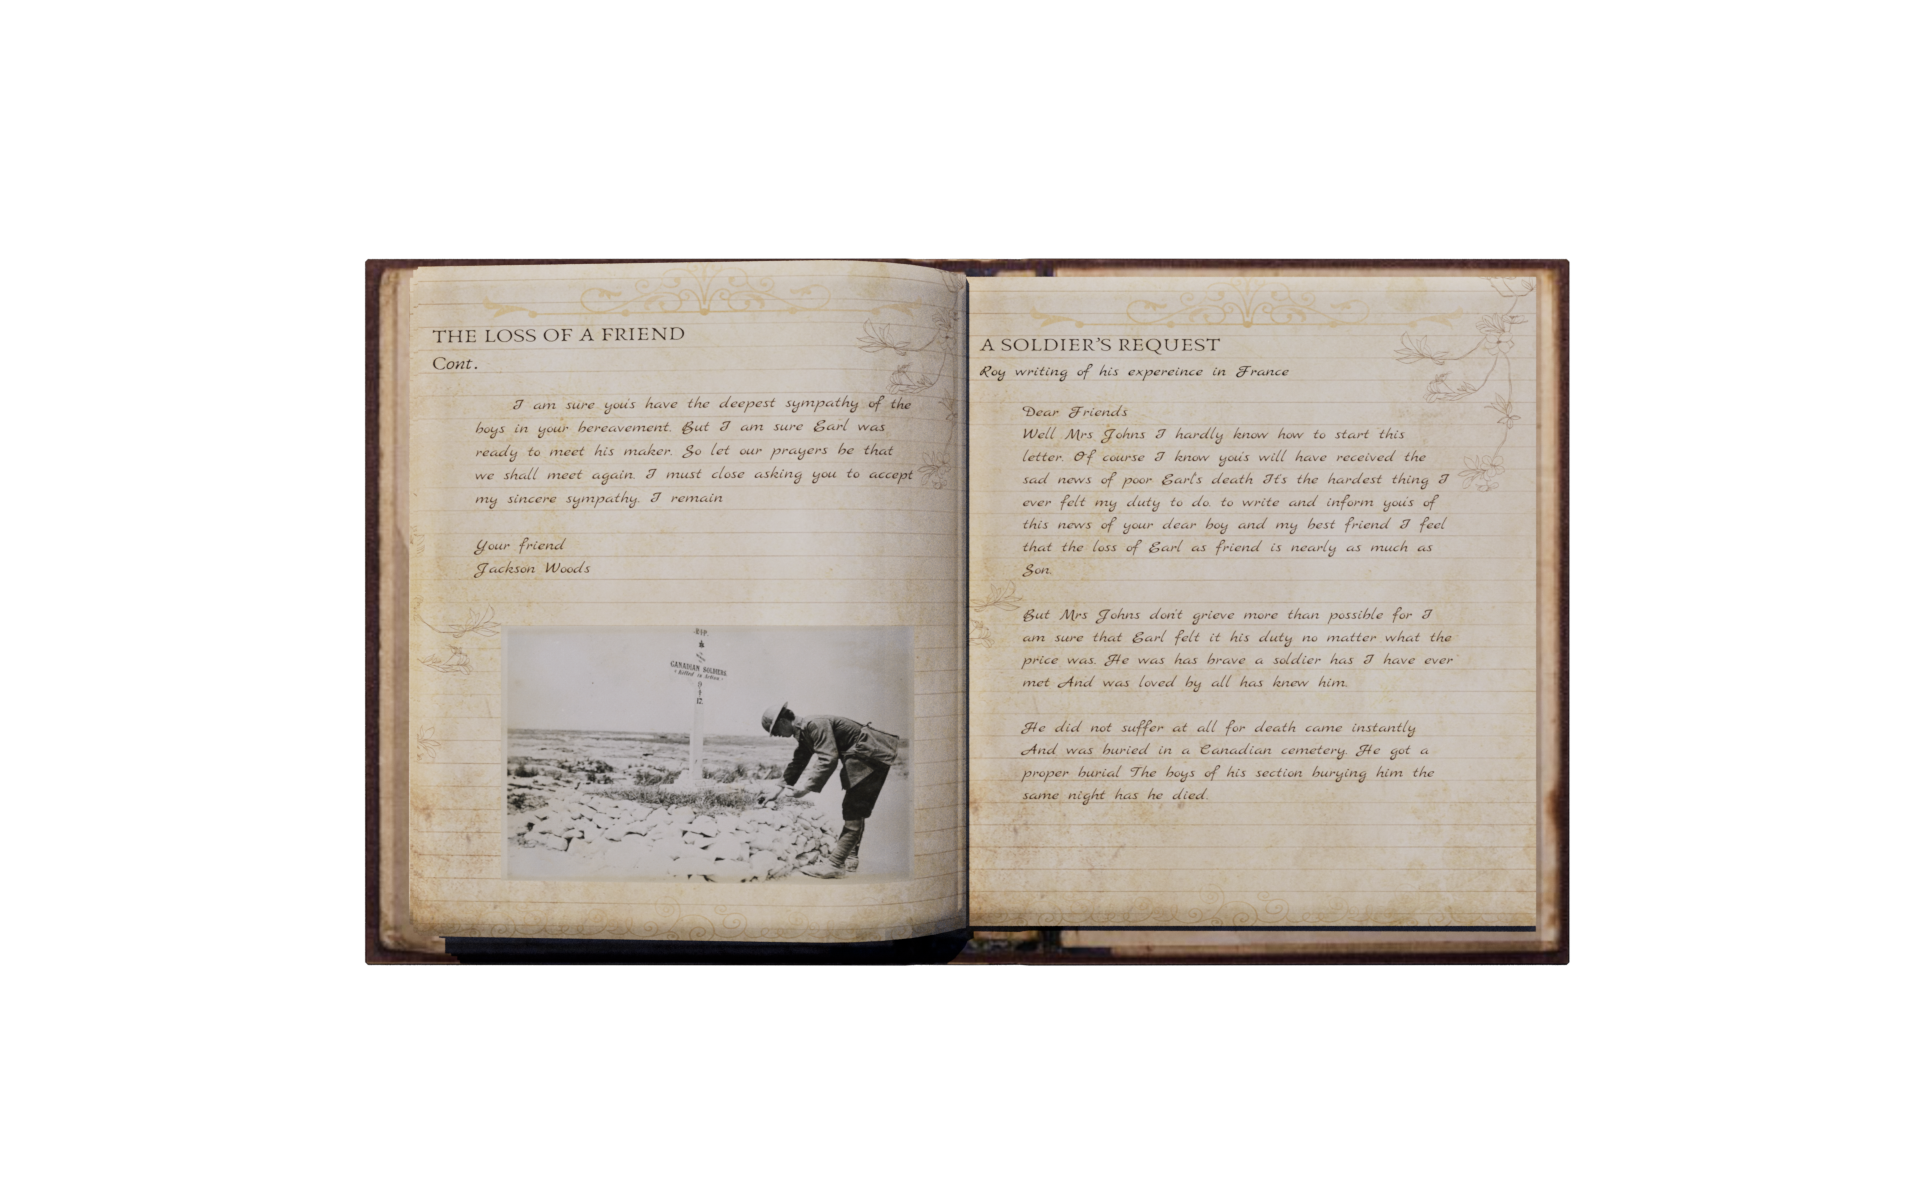 THE LOSS OF A FRIEND
Cont.
I am sure you's have the deepest sympathy of the
boys in your bereavement. But I am sure Earl was
ready to meet his maker. So let our prayers be that
we shall meet again. I must close asking you to accept
my sincere sympathy. I remain
Your friend
Jackson Woods
R.I.P.
CANADIAN SOLDIERS
Killed in Action
9
4
17.
A SOLDIER'S REQUEST
Roy writing of his expereince in France
Dear Friends
Well Mrs Johns I hardly know how to start this
letter. Of course I know you's will have received the
sad news of poor Earl's death It's the hardest thing I
ever felt my duty to do. to write and inform you's of
this news of your dear boy and my best friend I feel
that the loss of Earl as friend is nearly as much as
Son.
But Mrs Johns don't grieve more than possible for I
am sure that Earl felt it his duty no matter what the
price was. He was has brave a soldier has I have ever
met And was loved by all has knew him.
He did not suffer at all for death came instantly
And was buried in a Canadian cemetery. He got a
proper burial The boys of his section burying him the
same night has he died.